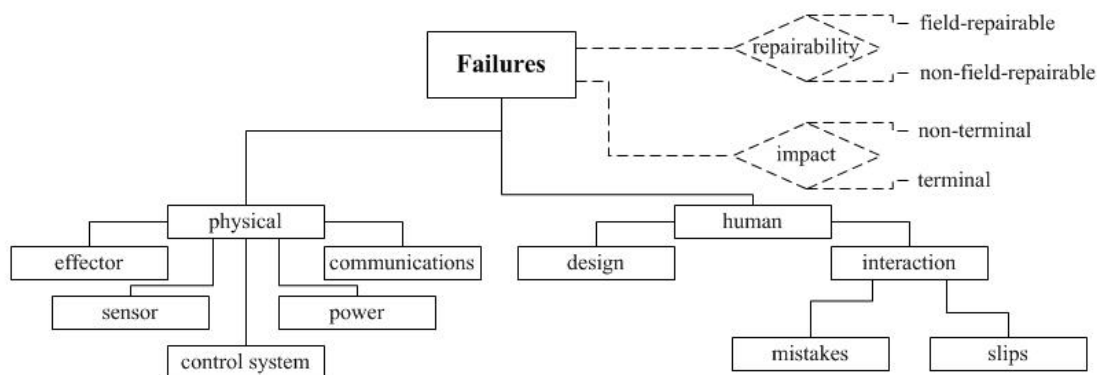 Failures
repairability
field-repairable
non-field-repairable
impact
non-terminal
terminal
physical
human
effector
communications
design
interaction
sensor
power
control system
mistakes
slips